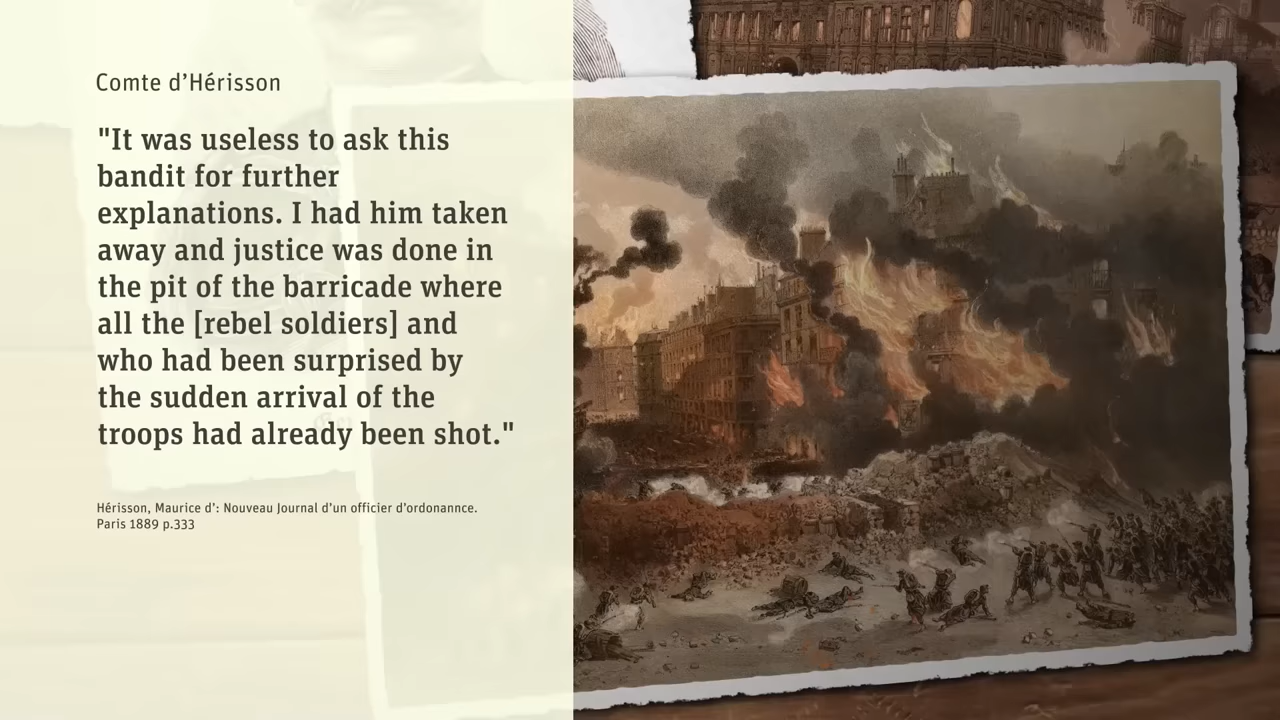 Comte d’Hérisson
"It was useless to ask this
bandit for further
explanations. I had him taken
away and justice was done in
the pit of the barricade where
all the [rebel soldiers] and
who had been surprised by
the sudden arrival of the
troops had already been shot."
Hérisson, Maurice d’: Nouveau Journal d’un officier d’ordonannce.
Paris 1889 p.333